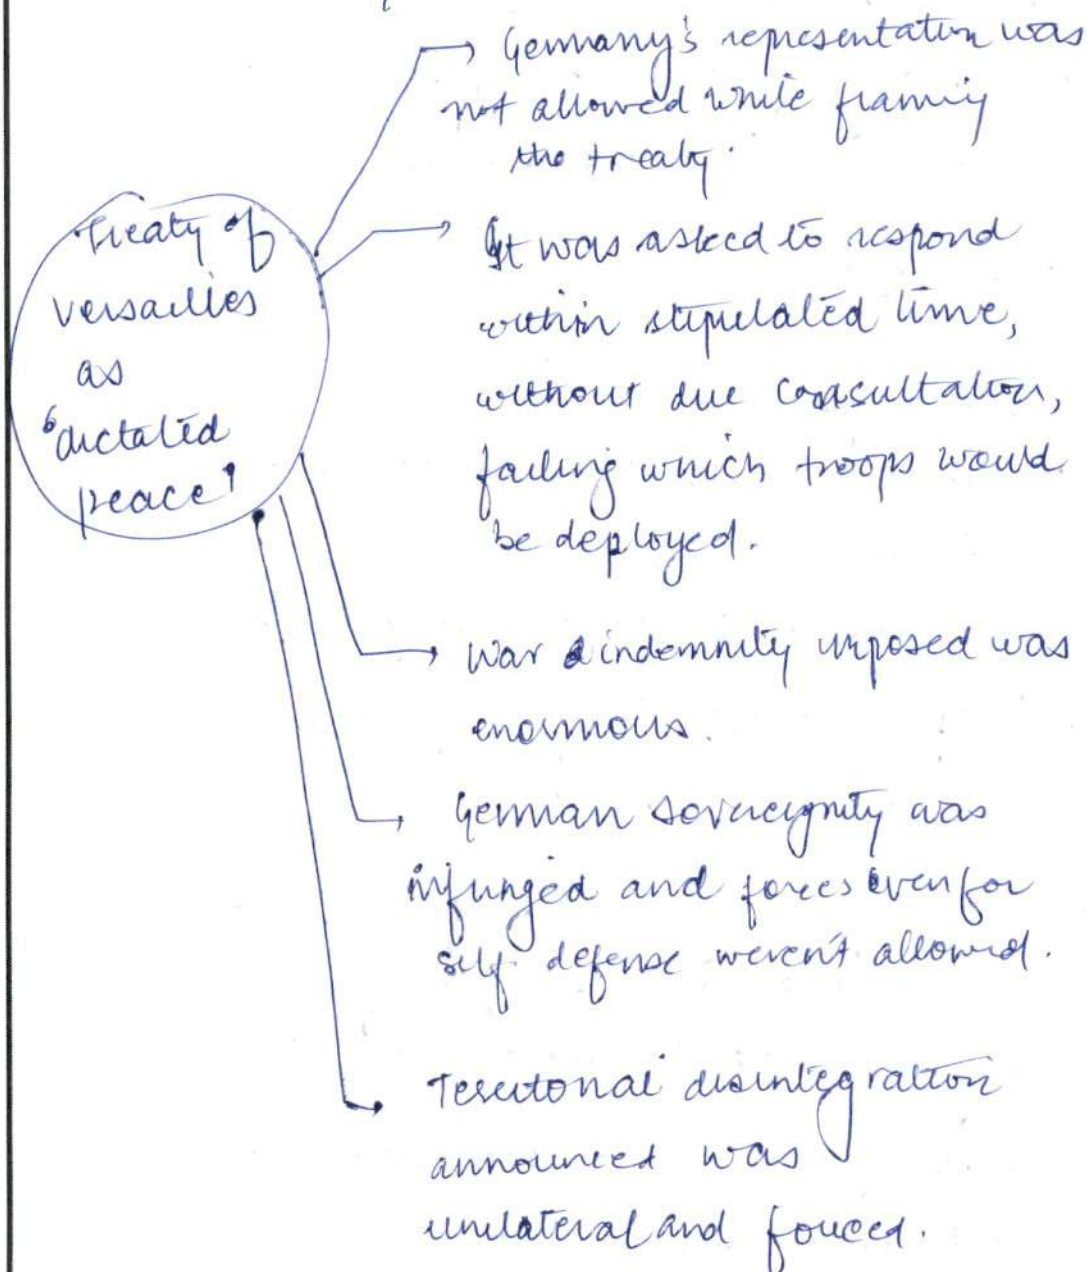 Treaty of
Versailles
as
'dictated
peace'
Germany's representation was
not allowed while framing
the treaty.
It was asked to respond
within stipulated time,
without due consultation,
failing which troops would
be deployed.
War indemnity imposed was
enormous.
German sovereignity was
infringed and forces even for
self defense weren't allowed.
Territorial disintegration
announced was
unilateral and forced.